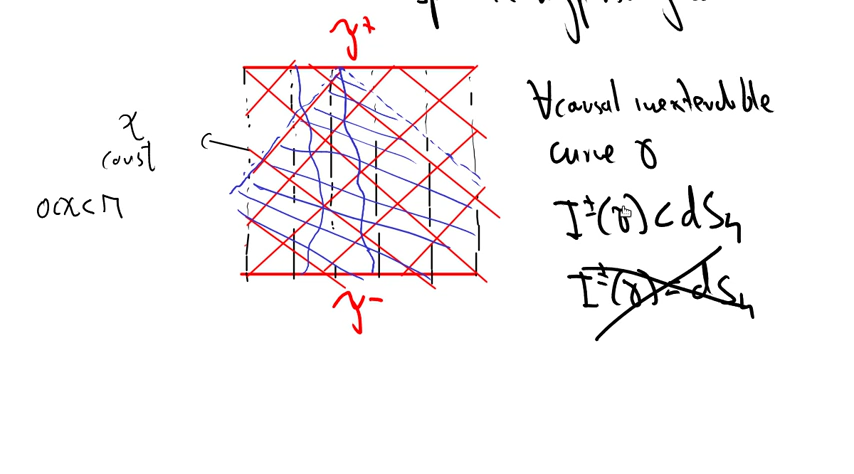 𝒥+
∀causal inextendible
curve γ
χ
const
0<χ<π
I±(γ) ⊂ dS4
I±(γ) = dS4
𝒥-